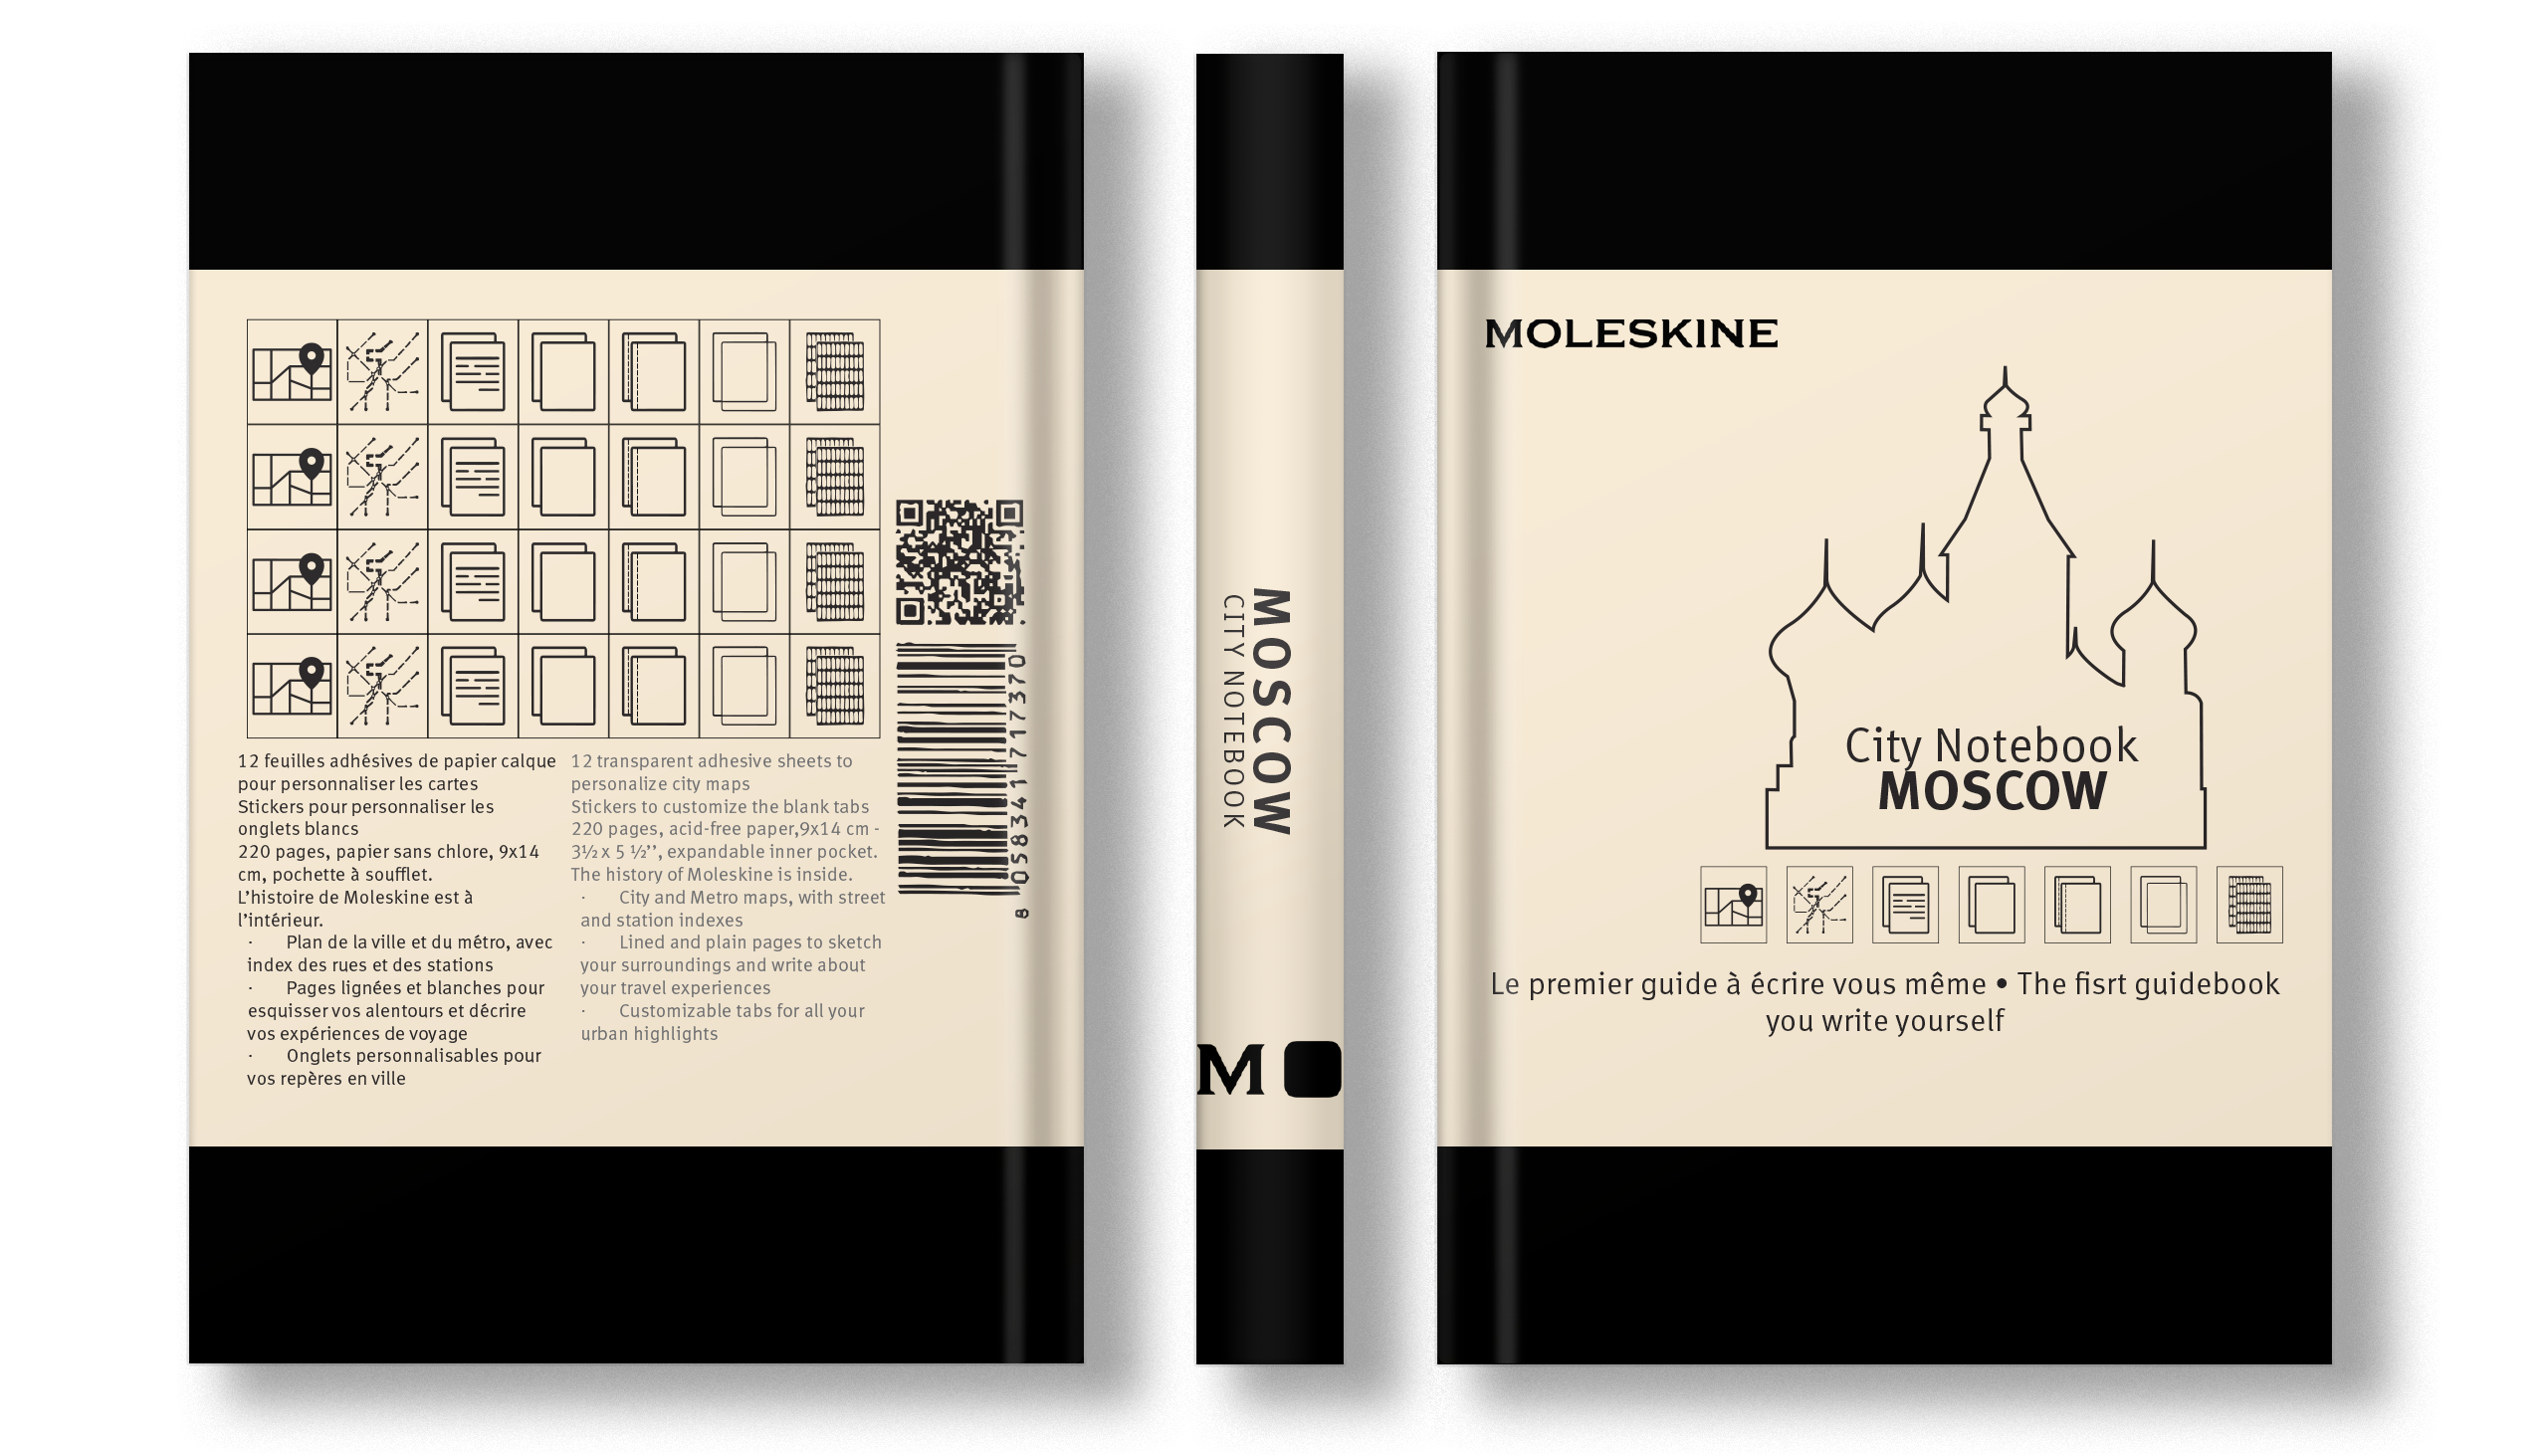 12 feuilles adhésives de papier calque
pour personnaliser les cartes
Stickers pour personnaliser les
onglets blancs
220 pages, papier sans chlore, 9x14
cm, pochette à soufflet.
L’histoire de Moleskine est à
l’intérieur.
· Plan de la ville et du métro, avec
index des rues et des stations
· Pages lignées et blanches pour
esquisser vos alentours et décrire
vos expériences de voyage
· Onglets personnalisables pour
vos repères en ville
12 transparent adhesive sheets to
personalize city maps
Stickers to customize the blank tabs
220 pages, acid-free paper,9x14 cm -
3½ x 5 ½’’, expandable inner pocket.
The history of Moleskine is inside.
· City and Metro maps, with street
and station indexes
· Lined and plain pages to sketch
your surroundings and write about
your travel experiences
· Customizable tabs for all your
urban highlights
8 058341 717370
MOSCOW
CITY NOTEBOOK
M
MOLESKINE
City Notebook
MOSCOW
Le premier guide à écrire vous même • The fisrt guidebook
you write yourself